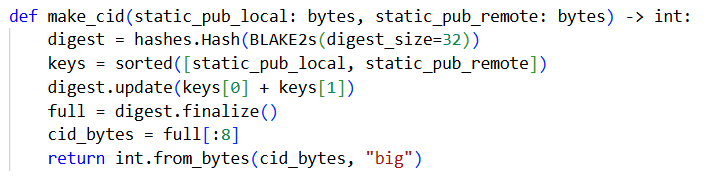 def make_cid(static_pub_local: bytes, static_pub_remote: bytes) -> int:
    digest = hashes.Hash(BLAKE2s(digest_size=32))
    keys = sorted([static_pub_local, static_pub_remote])
    digest.update(keys[0] + keys[1])
    full = digest.finalize()
    cid_bytes = full[:8]
    return int.from_bytes(cid_bytes, "big")